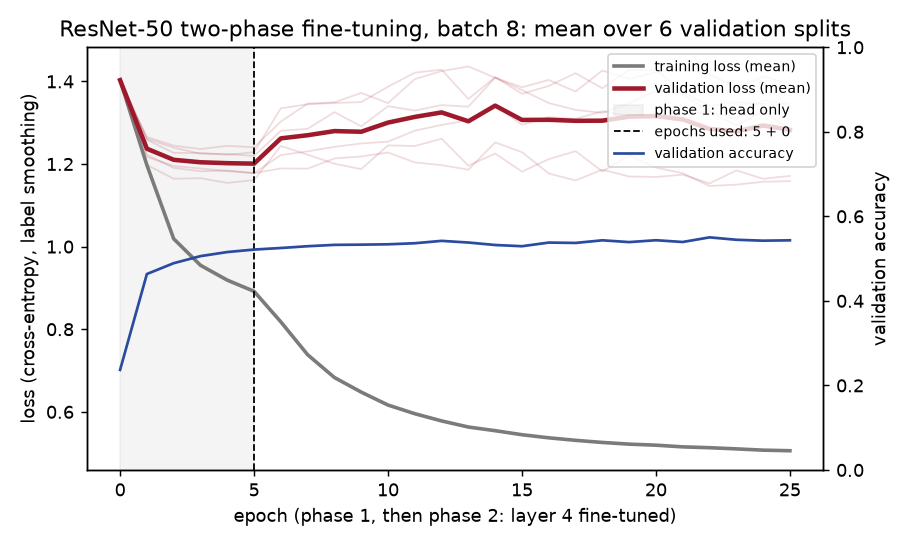 ResNet-50 two-phase fine-tuning, batch 8: mean over 6 validation splits
training loss (mean)
validation loss (mean)
phase 1: head only
epochs used: 5 + 0
validation accuracy
loss (cross-entropy, label smoothing)
1.4
1.2
1.0
0.8
0.6
1.0
0.8
0.6
0.4
0.2
0.0
validation accuracy
0
5
10
15
20
25
epoch (phase 1, then phase 2: layer 4 fine-tuned)